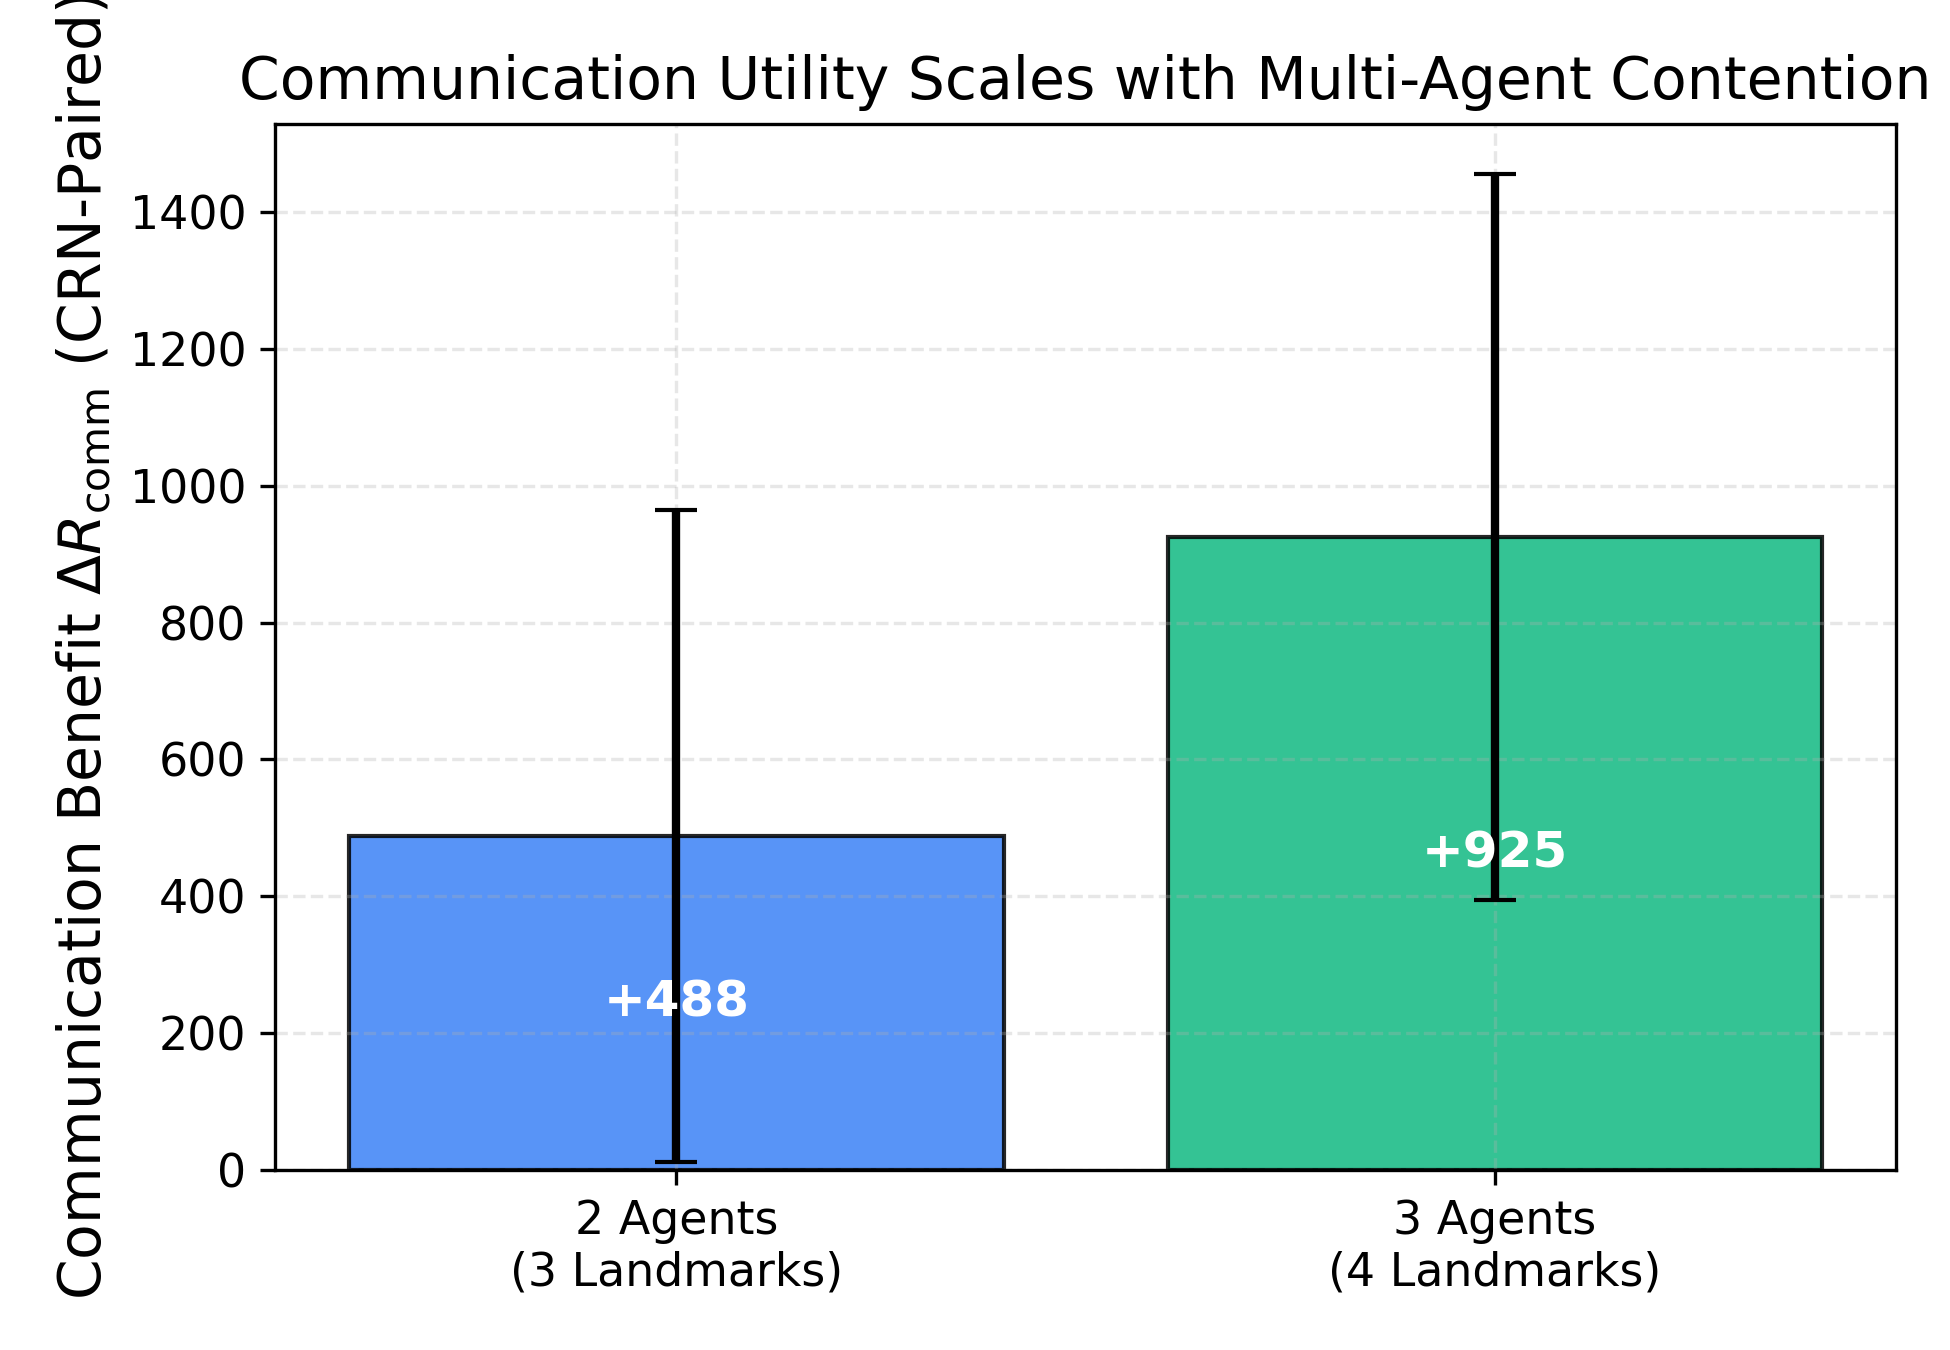 Communication Utility Scales with Multi-Agent Contention
Communication Benefit ΔR_comm (CRN-Paired)
1400
1200
1000
800
600
400
200
0
+488
+925
2 Agents
(3 Landmarks)
3 Agents
(4 Landmarks)